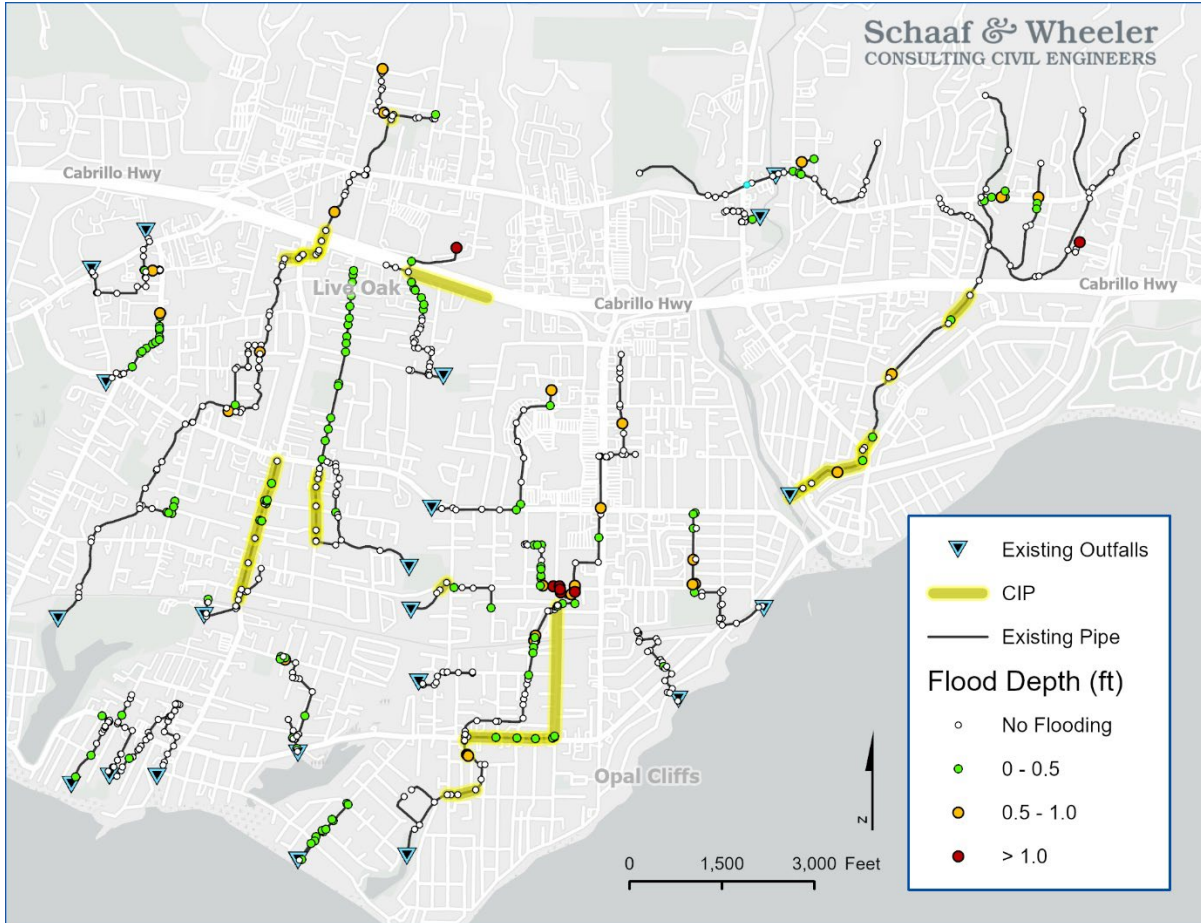 Schaaf & Wheeler
CONSULTING CIVIL ENGINEERS
Cabrillo Hwy
Live Oak
Cabrillo Hwy
Cabrillo Hwy
Opal Cliffs
Existing Outfalls
CIP
Existing Pipe
Flood Depth (ft)
No Flooding
0 - 0.5
0.5 - 1.0
> 1.0
N
0 1,500 3,000 Feet